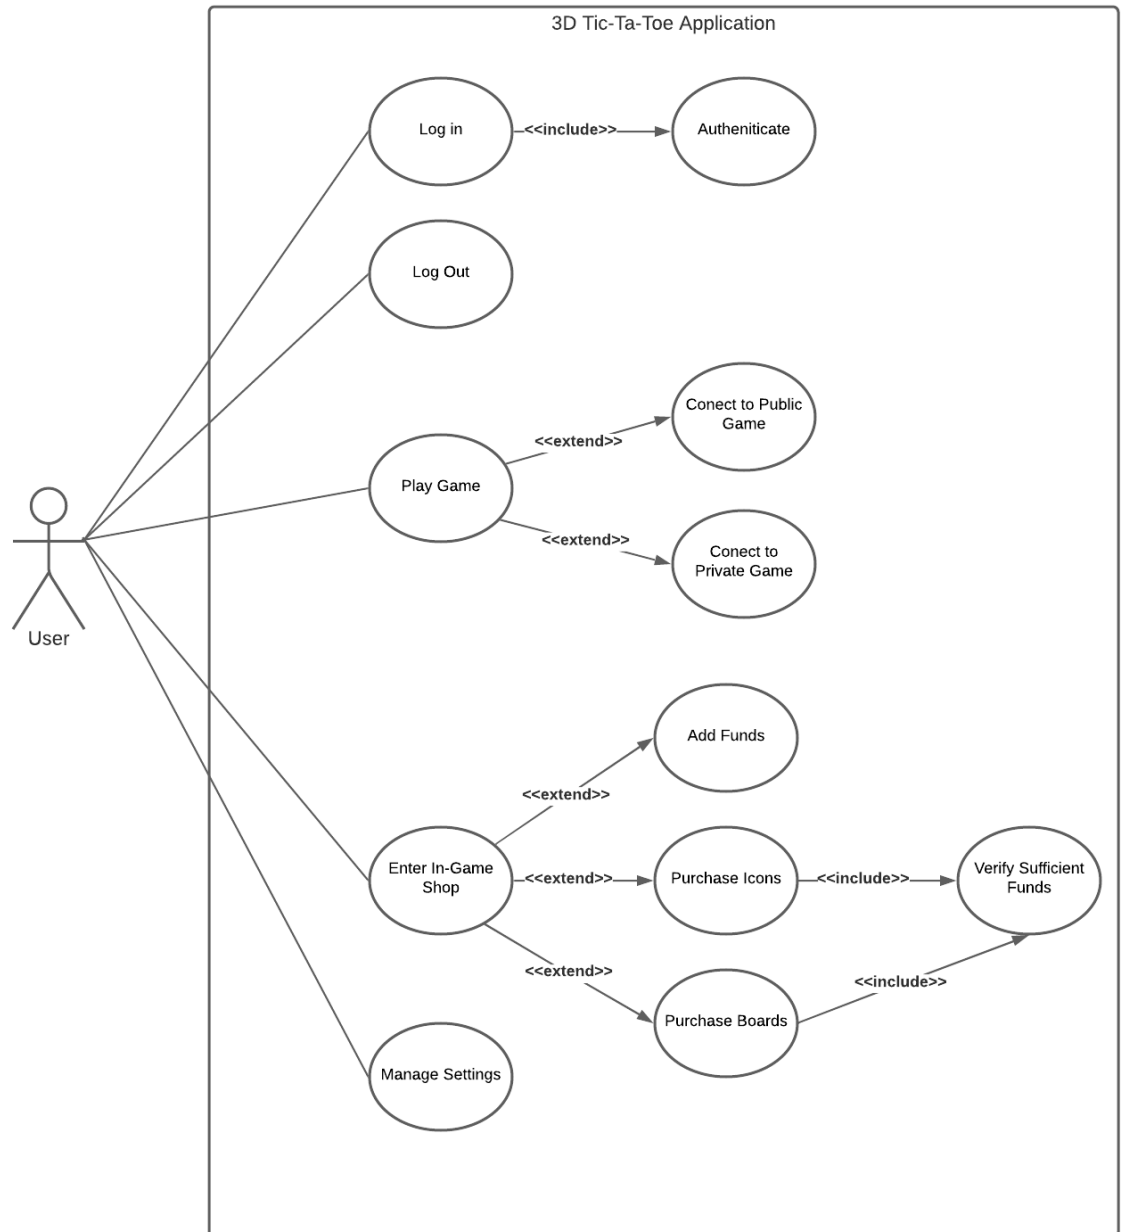 3D Tic-Ta-Toe Application
Log in
<<include>>
Autheniticate
Log Out
Conect to Public
Game
<<extend>>
Play Game
<<extend>>
Conect to
Private Game
User
Add Funds
<<extend>>
Enter In-Game
Shop
<<extend>>
Purchase Icons
<<include>>
Verify Sufficient
Funds
<<extend>>
<<include>>
Purchase Boards
Manage Settings